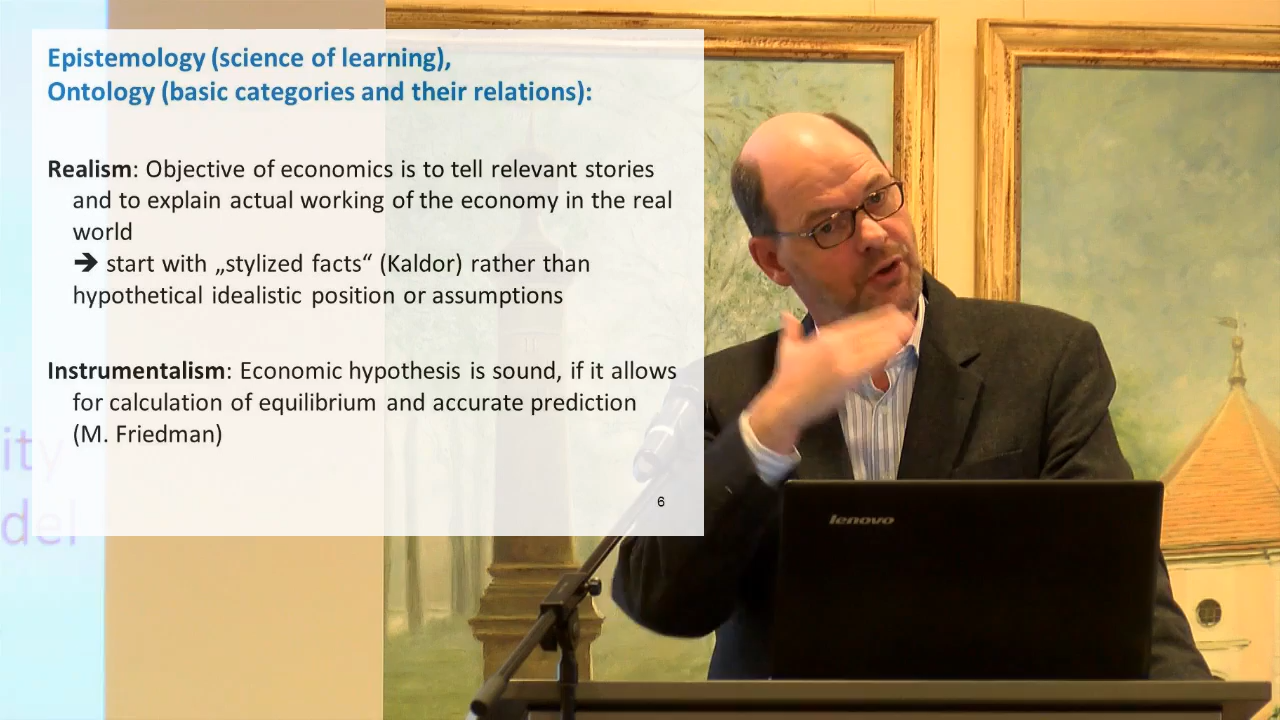 Epistemology (science of learning),
Ontology (basic categories and their relations):
Realism: Objective of economics is to tell relevant stories
and to explain actual working of the economy in the real
world
➔ start with „stylized facts“ (Kaldor) rather than
hypothetical idealistic position or assumptions
Instrumentalism: Economic hypothesis is sound, if it allows
for calculation of equilibrium and accurate prediction
(M. Friedman)
6
lenovo